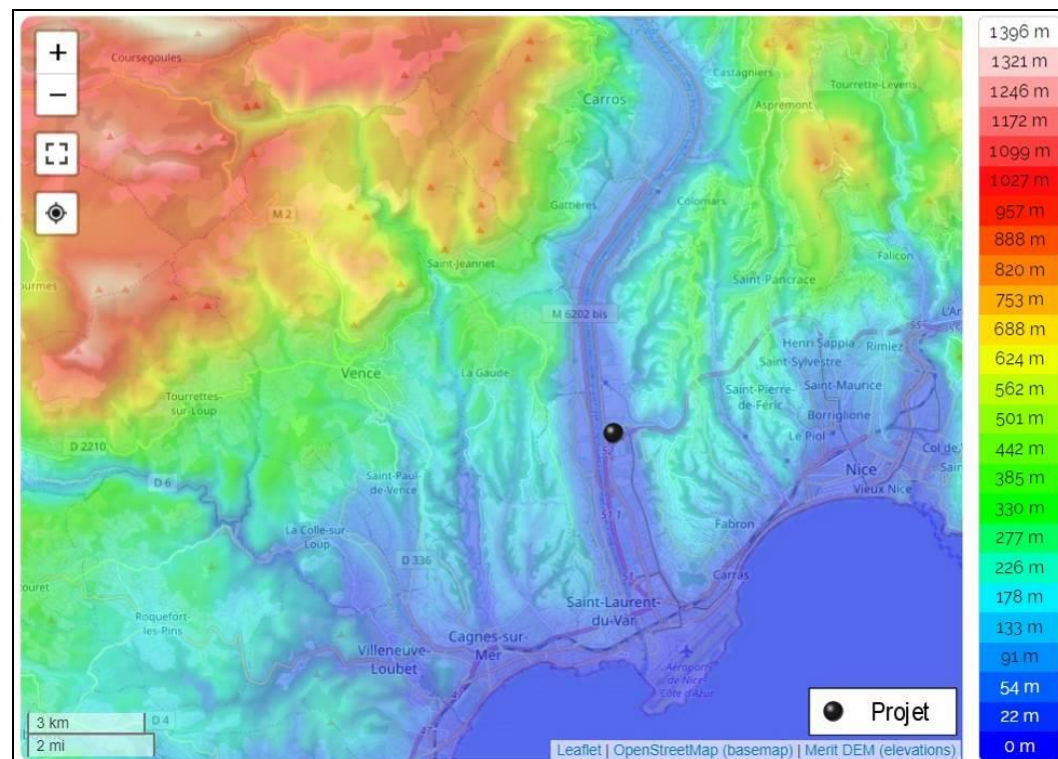 +
−
Coursegoules
Carros
Castagniers
Tourrette-Levens
Aspremont
M 2
Gattières
Colomars
Saint-Jeannet
Saint-Pancrace
Falicon
ourmes
M 6202 bis
L'Ar
Henri Sappia
Rimiez
Saint-Sylvestre
Vence
La Gaude
Saint-Pierre-
de-Féric
Saint-Maurice
Tourrettes-
sur-Loup
Borriglione
D 2210
Le Piol
Col de
Nice
Saint-Paul-
de-Vence
D 6
Vieux Nice
La Colle-sur-
Loup
Fabron
D 336
Carras
ouret
Saint-Laurent-
du-Var
Roquefort-
les-Pins
Cagnes-sur-
Mer
Villeneuve-
Loubet
Aéroport
de Nice
Côte d'Azur
D 4
3 km
2 mi
Projet
Leaflet | OpenStreetMap (basemap) | Merit DEM (elevations)
1396 m
1321 m
1246 m
1172 m
1099 m
1027 m
957 m
888 m
820 m
753 m
688 m
624 m
562 m
501 m
442 m
385 m
330 m
277 m
226 m
178 m
133 m
91 m
54 m
22 m
0 m